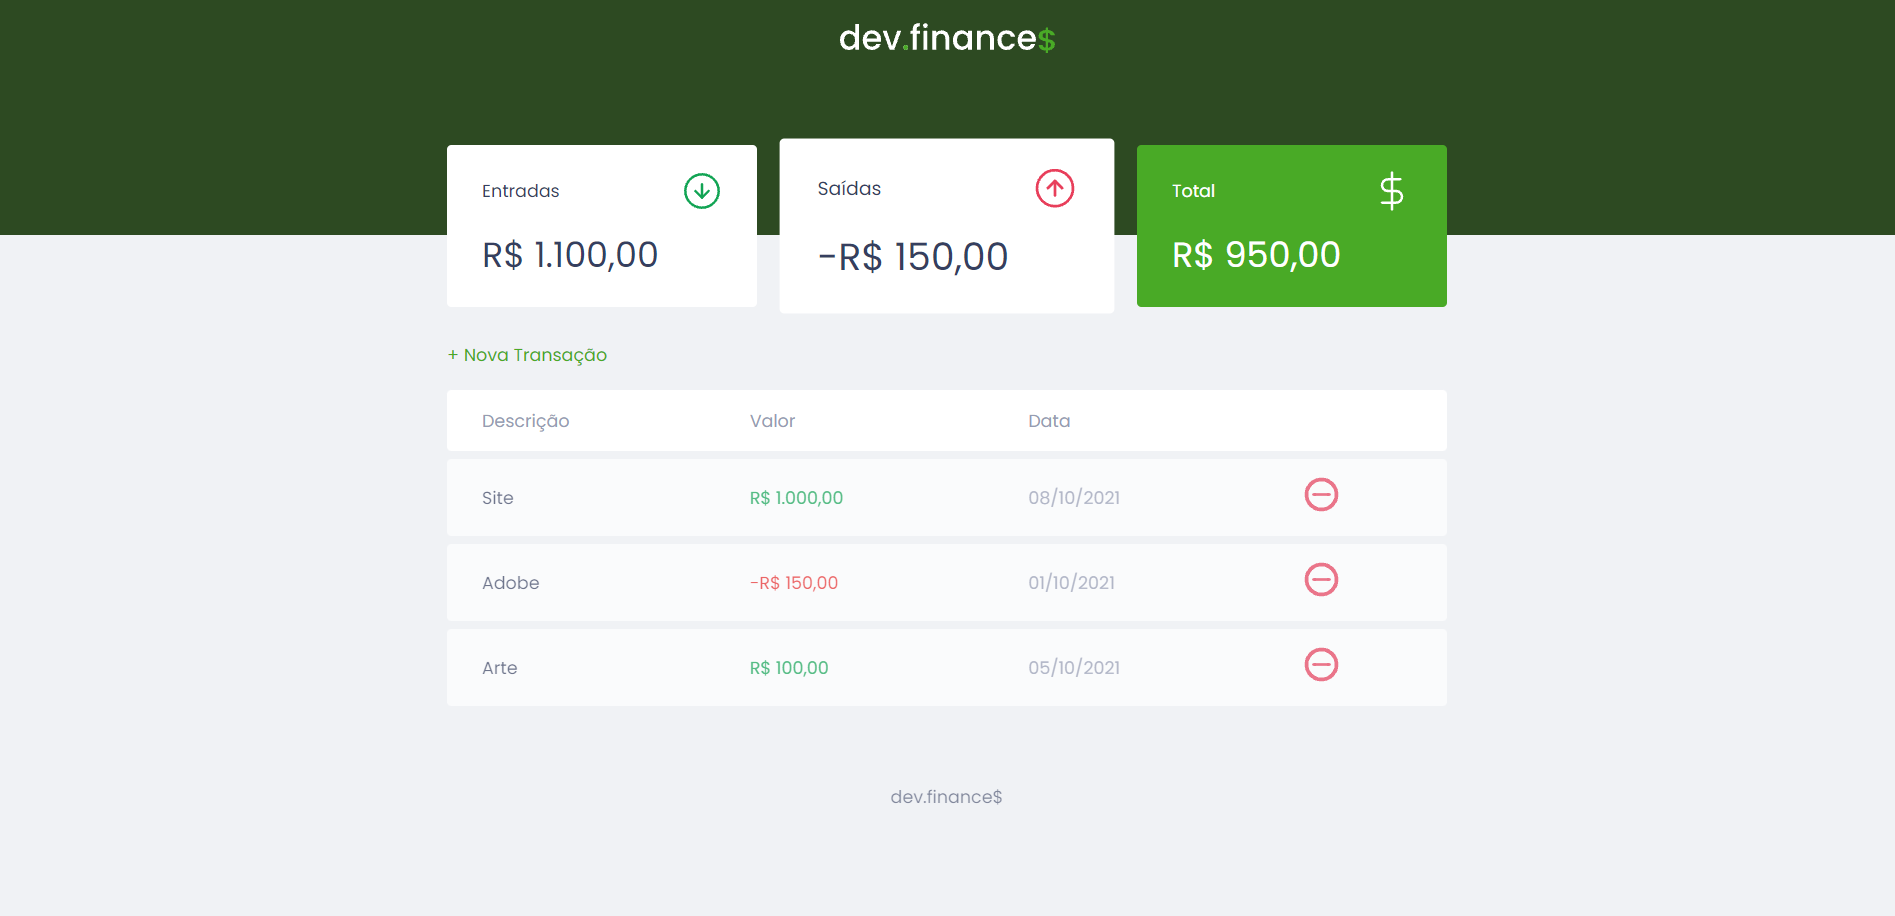 dev.finance$
Entradas
R$ 1.100,00
Saídas
-R$ 150,00
Total
R$ 950,00
+ Nova Transação
Descrição Valor Data
Site R$ 1.000,00 08/10/2021
Adobe -R$ 150,00 01/10/2021
Arte R$ 100,00 05/10/2021
dev.finance$